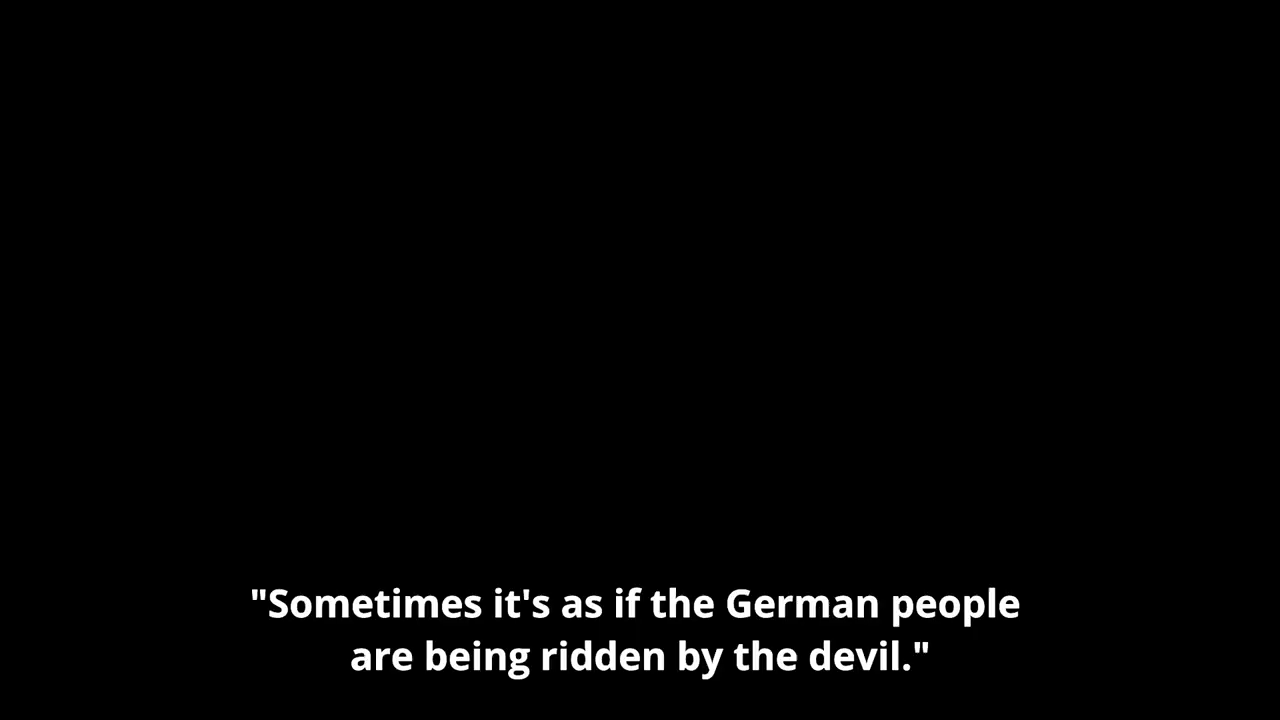 "Sometimes it's as if the German people
are being ridden by the devil."